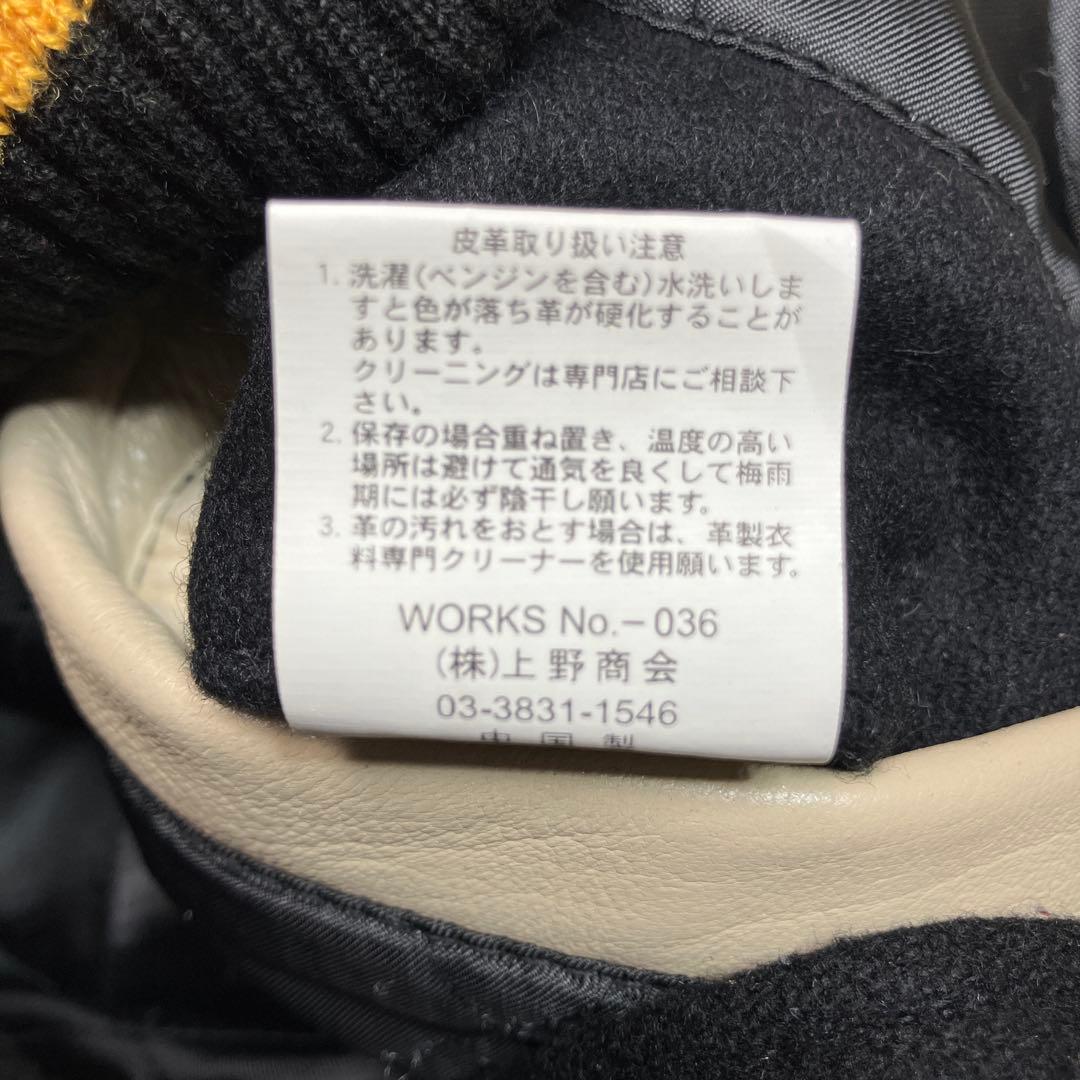 皮革取り扱い注意
1. 洗濯(ベンジンを含む)水洗いしま
すと色が落ち革が硬化することが
あります。
クリーニングは専門店にご相談下
さい。
2. 保存の場合重ね置き、温度の高い
場所は避けて通気を良くして梅雨
期には必ず陰干し願います。
3. 革の汚れをおとす場合は、革製衣
料専門クリーナーを使用願います。
WORKS No.-036
(株)上野商会
03-3831-1546
中国製